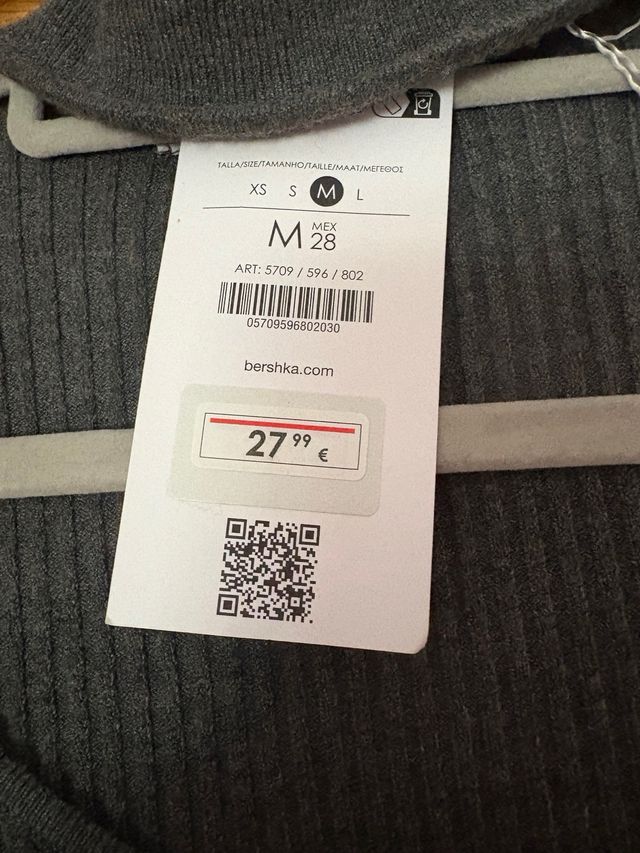 TALLA/SIZE/TAMANHO/TAILLE/MAAT/ΜΕΓΕΘΟΣ
XS S M L
M MEX 28
ART: 5709 / 596 / 802
05709596802030
bershka.com
27 99 €